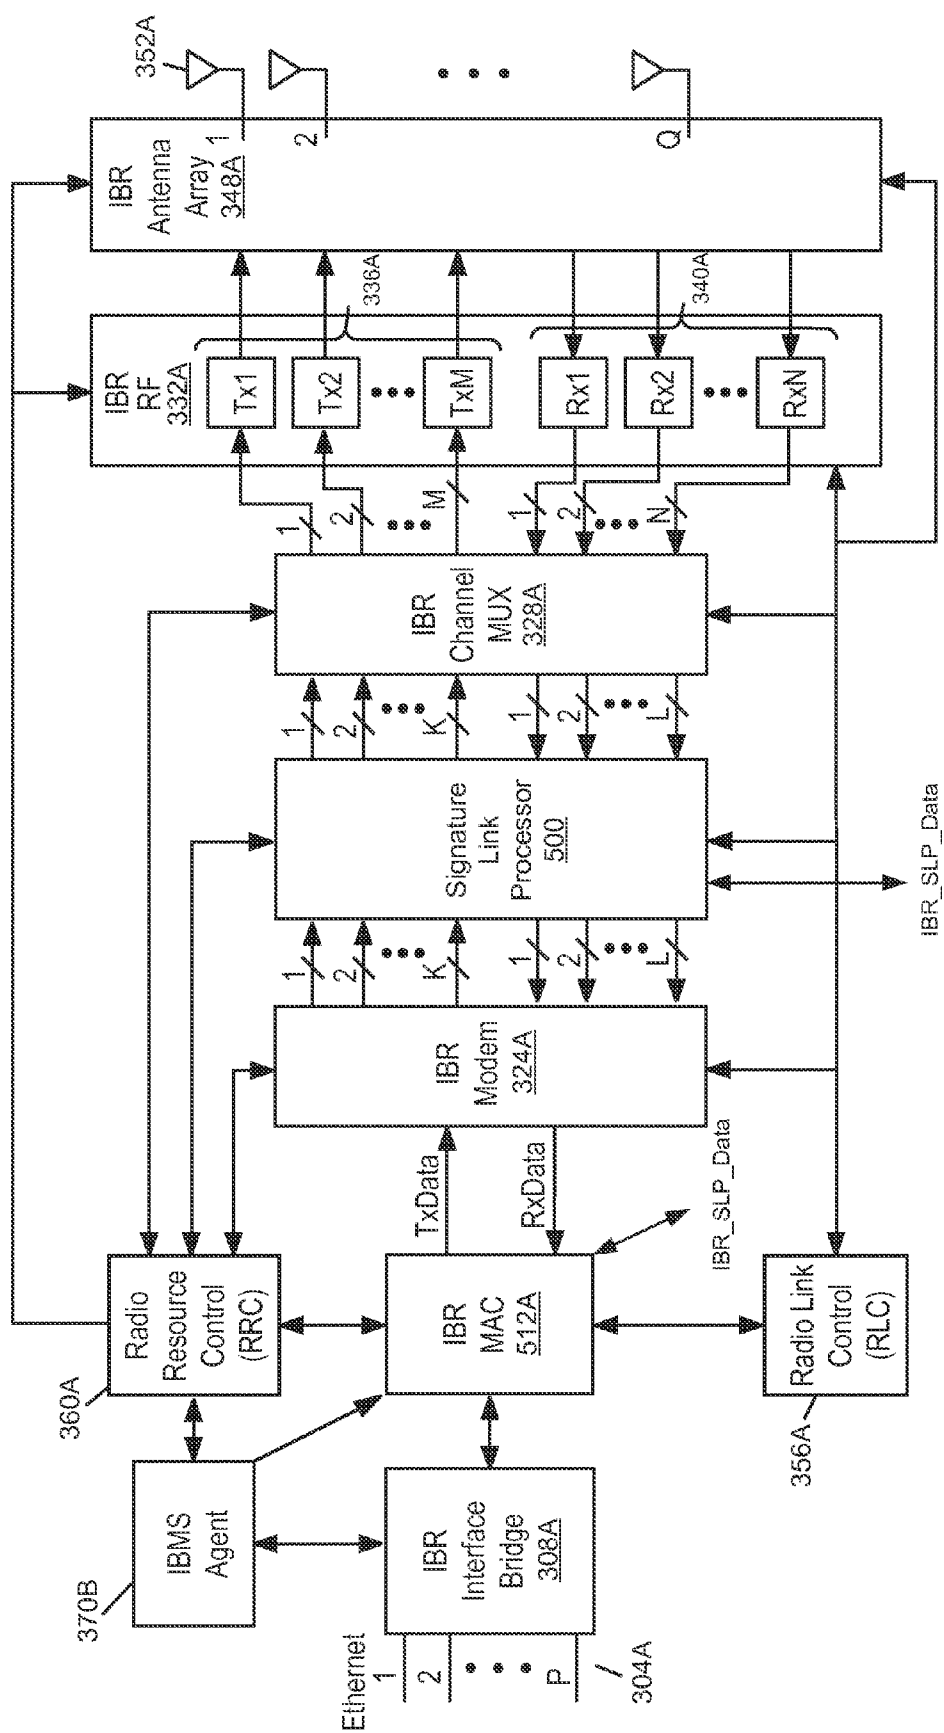 352A
IBR
Antenna
Array
348A
1
2
Q
336A
340A
IBR
RF
332A
Tx1
Tx2
TxM
Rx1
Rx2
RxN
1
2
M
1
2
N
IBR
Channel
MUX
328A
1
2
K
1
2
L
Signature
Link
Processor
500
IBR_SLP_Data
1
2
K
1
2
L
IBR
Modem
324A
TxData
RxData
IBR_SLP_Data
Radio
Resource
Control
(RRC)
360A
IBR
MAC
512A
Radio Link
Control
(RLC)
356A
IBMS
Agent
370B
IBR
Interface
Bridge
308A
Ethernet
1
2
P
304A